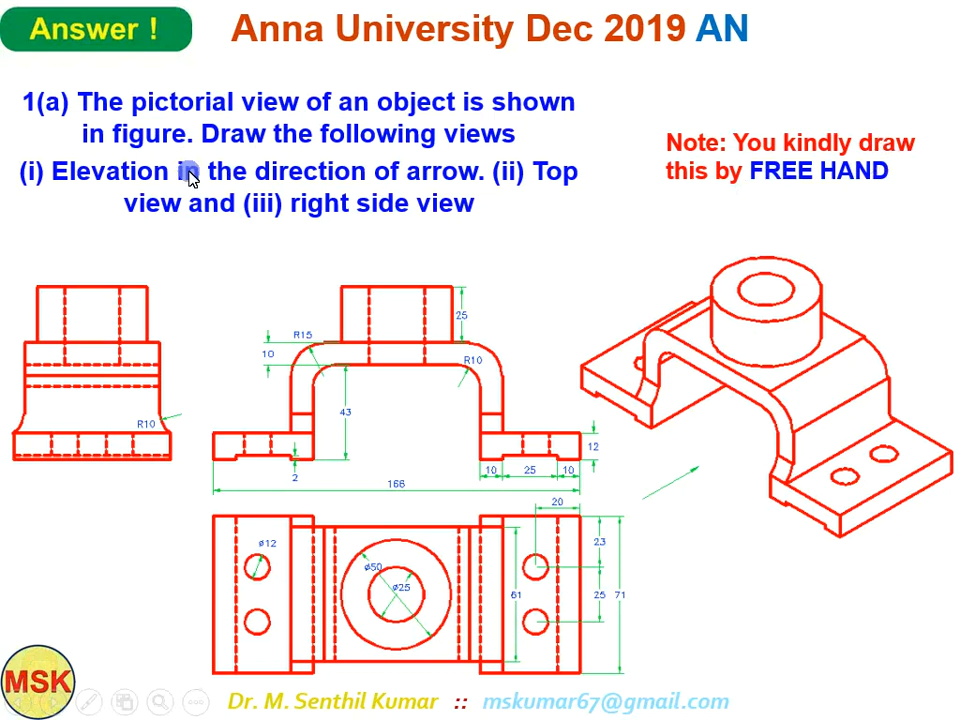 Answer !
Anna University Dec 2019 AN
1(a) The pictorial view of an object is shown
in figure. Draw the following views
(i) Elevation in the direction of arrow. (ii) Top
view and (iii) right side view
Note: You kindly draw
this by FREE HAND
25
R15
10
R10
43
R10
12
2
10
25
10
166
20
ø12
23
ø50
ø25
61
25
71
MSK
Dr. M. Senthil Kumar :: mskumar67@gmail.com